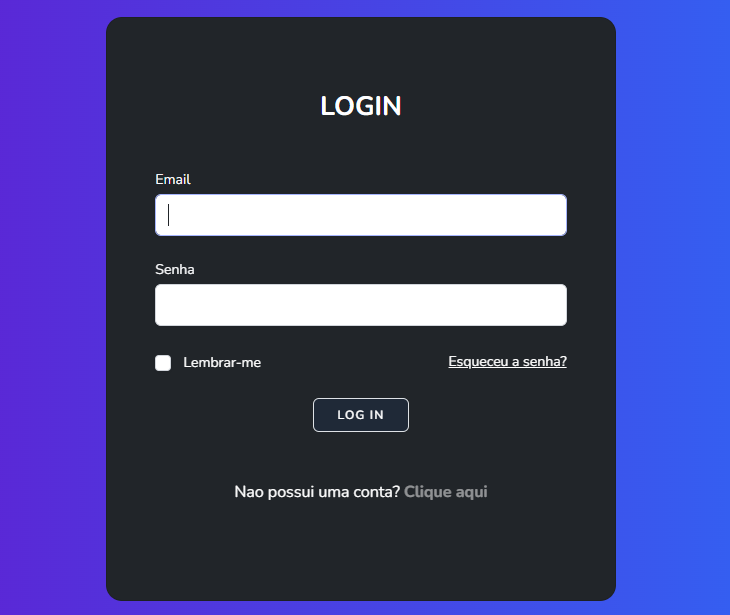 LOGIN
Email
Senha
Lembrar-me
Esqueceu a senha?
LOG IN
Nao possui uma conta? Clique aqui